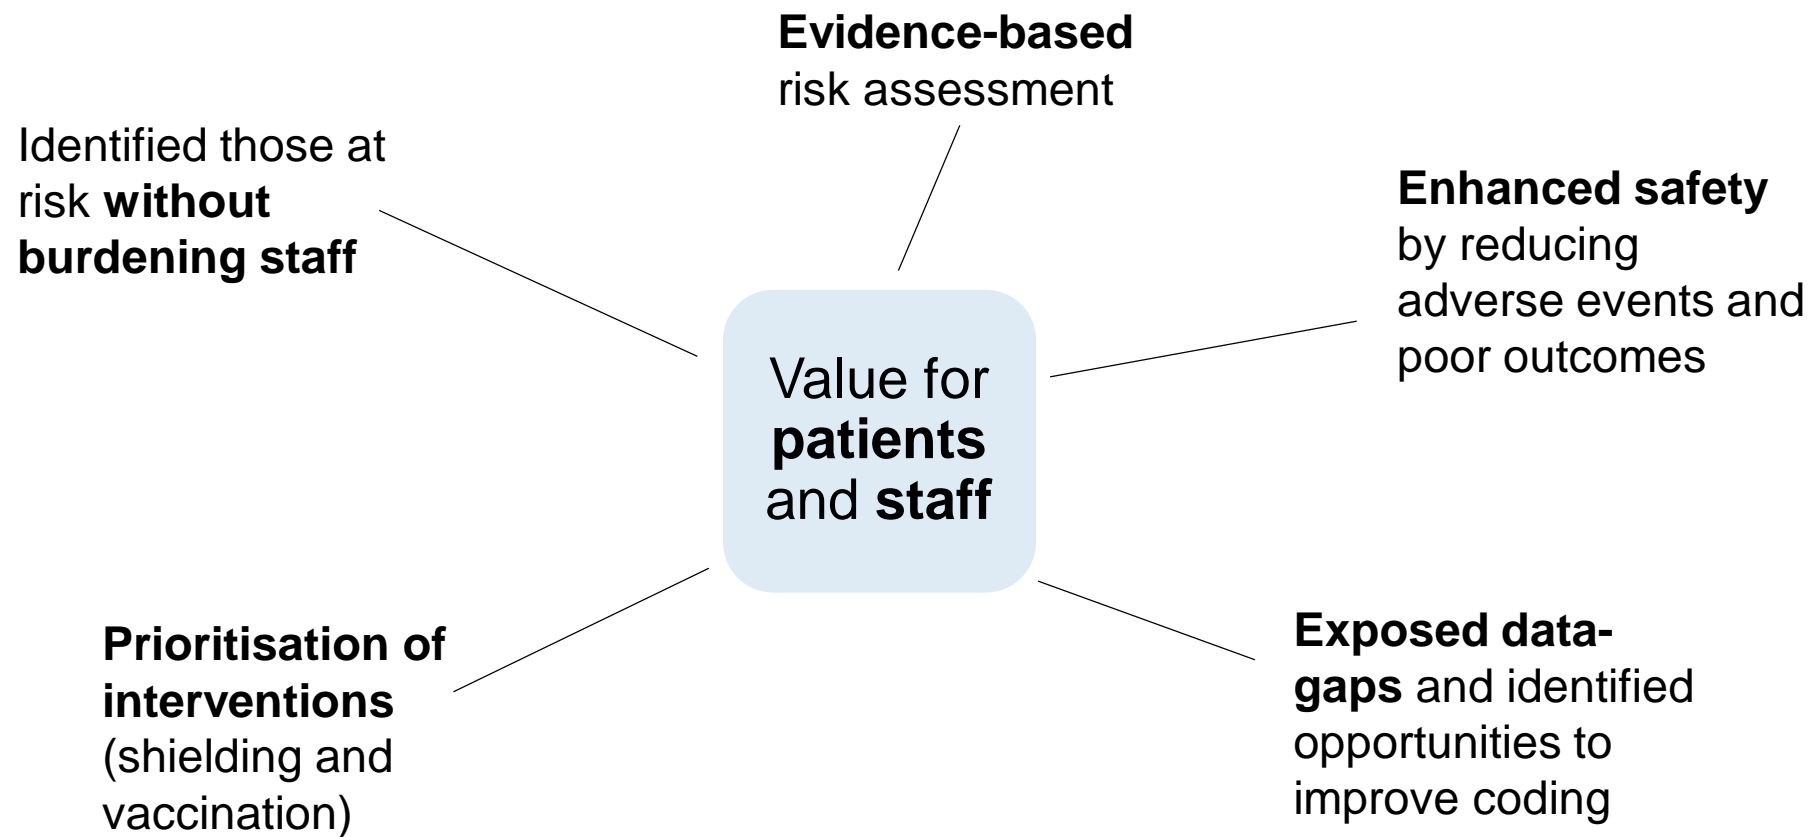 Evidence-based
risk assessment
Identified those at
risk without
burdening staff
Enhanced safety
by reducing
adverse events and
poor outcomes
Value for
patients
and staff
Prioritisation of
interventions
(shielding and
vaccination)
Exposed data-
gaps and identified
opportunities to
improve coding